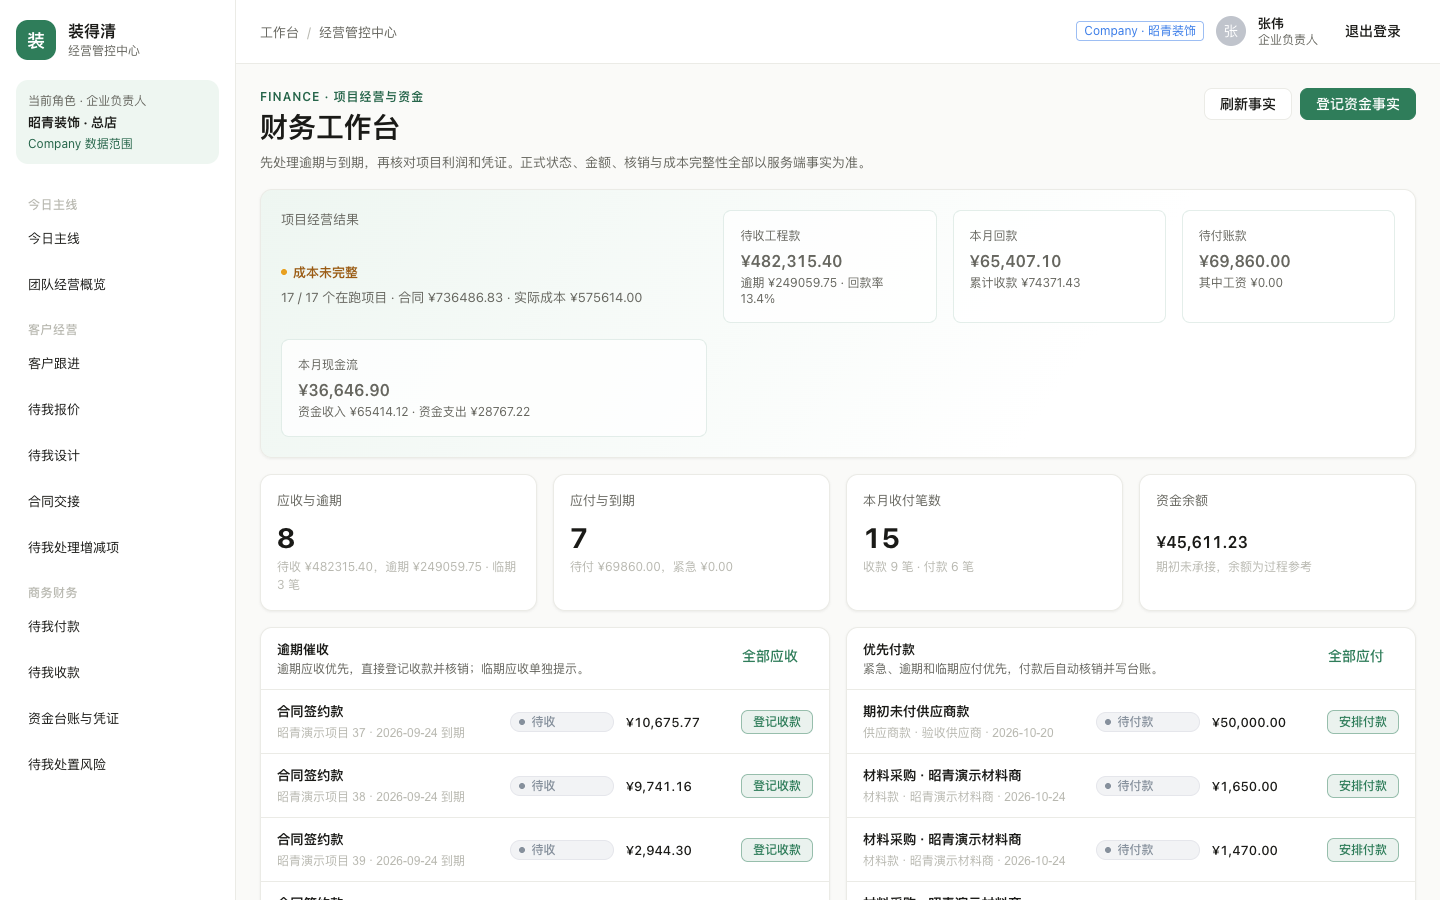 装
装得清
经营管控中心
当前角色 · 企业负责人
昭青装饰 · 总店
Company 数据范围
今日主线
今日主线
团队经营概览
客户经营
客户跟进
待我报价
待我设计
合同交接
待我处理增减项
商务财务
待我付款
待我收款
资金台账与凭证
待我处置风险
工作台 / 经营管控中心
Company · 昭青装饰
张
张伟
企业负责人
退出登录
FINANCE · 项目经营与资金
财务工作台
先处理逾期与到期，再核对项目利润和凭证。正式状态、金额、核销与成本完整性全部以服务端事实为准。
刷新事实
登记资金事实
项目经营结果
成本未完整
17 / 17 个在跑项目 · 合同 ¥736486.83 · 实际成本 ¥575614.00
待收工程款
¥482,315.40
逾期 ¥249059.75 · 回款率
13.4%
本月回款
¥65,407.10
累计收款 ¥74371.43
待付账款
¥69,860.00
其中工资 ¥0.00
本月现金流
¥36,646.90
资金收入 ¥65414.12 · 资金支出 ¥28767.22
应收与逾期
8
待收 ¥482315.40，逾期 ¥249059.75 · 临期
3 笔
应付与到期
7
待付 ¥69860.00，紧急 ¥0.00
本月收付笔数
15
收款 9 笔 · 付款 6 笔
资金余额
¥45,611.23
期初未承接，余额为过程参考
逾期催收
逾期应收优先，直接登记收款并核销；临期应收单独提示。
全部应收
合同签约款
昭青演示项目 37 · 2026-09-24 到期
待收
¥10,675.77
登记收款
合同签约款
昭青演示项目 38 · 2026-09-24 到期
待收
¥9,741.16
登记收款
合同签约款
昭青演示项目 39 · 2026-09-24 到期
待收
¥2,944.30
登记收款
优先付款
紧急、逾期和临期应付优先，付款后自动核销并写台账。
全部应付
期初未付供应商款
供应商款 · 验收供应商 · 2026-10-20
待付款
¥50,000.00
安排付款
材料采购 · 昭青演示材料商
材料款 · 昭青演示材料商 · 2026-10-24
待付款
¥1,650.00
安排付款
材料采购 · 昭青演示材料商
材料款 · 昭青演示材料商 · 2026-10-24
待付款
¥1,470.00
安排付款